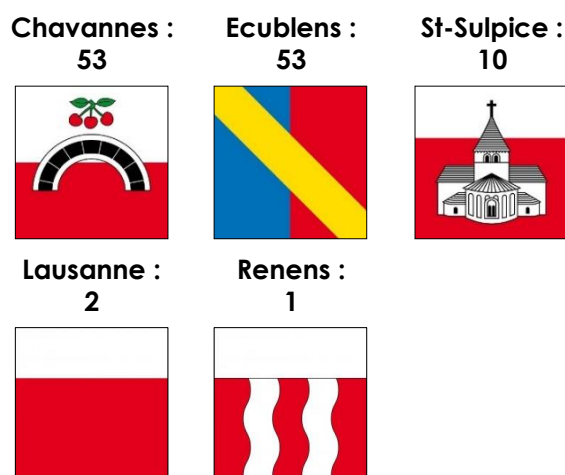 Chavannes :
53
Ecublens :
53
St-Sulpice :
10
Lausanne :
2
Renens :
1